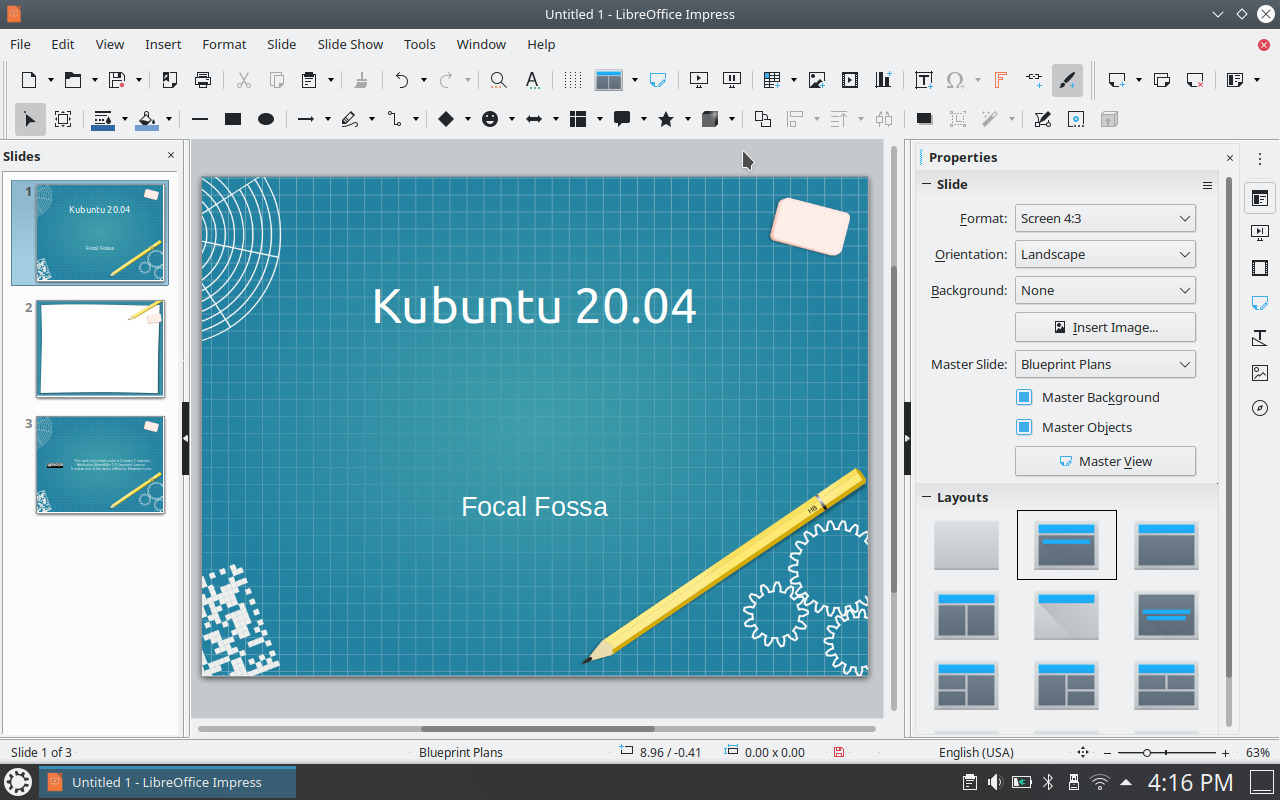 Untitled 1 - LibreOffice Impress
File Edit View Insert Format Slide Slide Show Tools Window Help
Slides
Properties
1
Kubuntu 20.04
Focal Fossa
2
3
Kubuntu 20.04
Focal Fossa
HB
Slide
Format: Screen 4:3
Orientation: Landscape
Background: None
Insert Image...
Master Slide: Blueprint Plans
Master Background
Master Objects
Master View
Layouts
Slide 1 of 3 Blueprint Plans 8.96 / -0.41 0.00 x 0.00 English (USA) 63%
Untitled 1 - LibreOffice Impress 4:16 PM